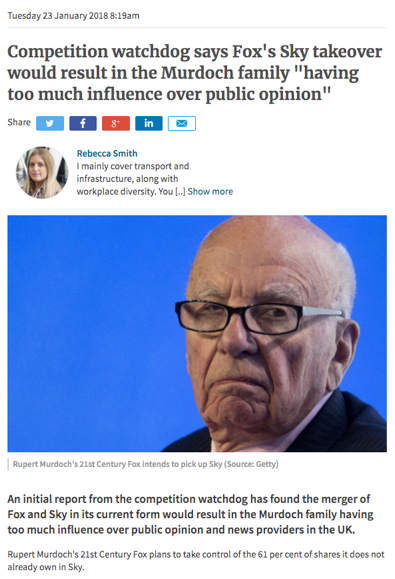 Tuesday 23 January 2018 8:19am
Competition watchdog says Fox's Sky takeover
would result in the Murdoch family "having
too much influence over public opinion"
Share
Rebecca Smith
I mainly cover transport and
infrastructure, along with
workplace diversity. You [..] Show more
Rupert Murdoch's 21st Century Fox intends to pick up Sky (Source: Getty)
An initial report from the competition watchdog has found the merger of
Fox and Sky in its current form would result in the Murdoch family having
too much influence over public opinion and news providers in the UK.
Rupert Murdoch's 21st Century Fox plans to take control of the 61 per cent of shares it does not
already own in Sky.